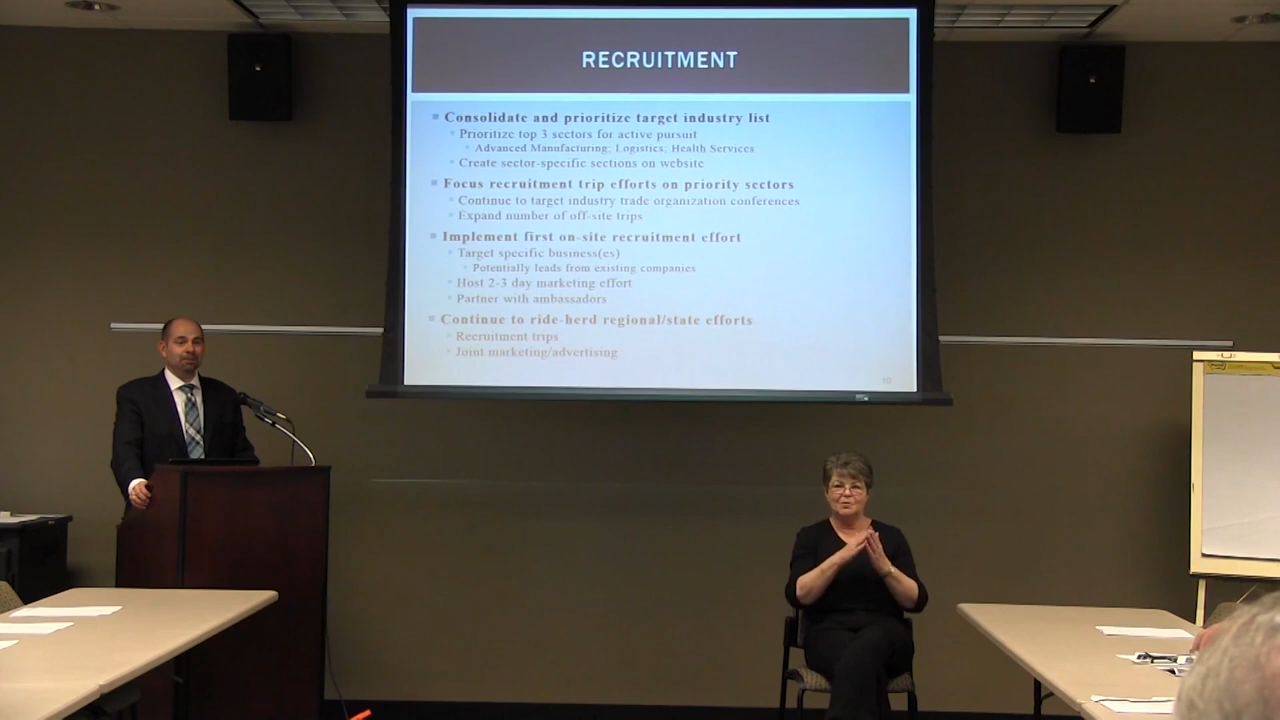 RECRUITMENT
Consolidate and prioritize target industry list
Prioritize top 3 sectors for active pursuit
Advanced Manufacturing; Logistics; Health Services
Create sector-specific sections on website
Focus recruitment trip efforts on priority sectors
Continue to target industry trade organization conferences
Expand number of off-site trips
Implement first on-site recruitment effort
Target specific business(es)
Potentially leads from existing companies
Host 2-3 day marketing effort
Partner with ambassadors
Continue to ride-herd regional/state efforts
Recruitment trips
Joint marketing/advertising
10